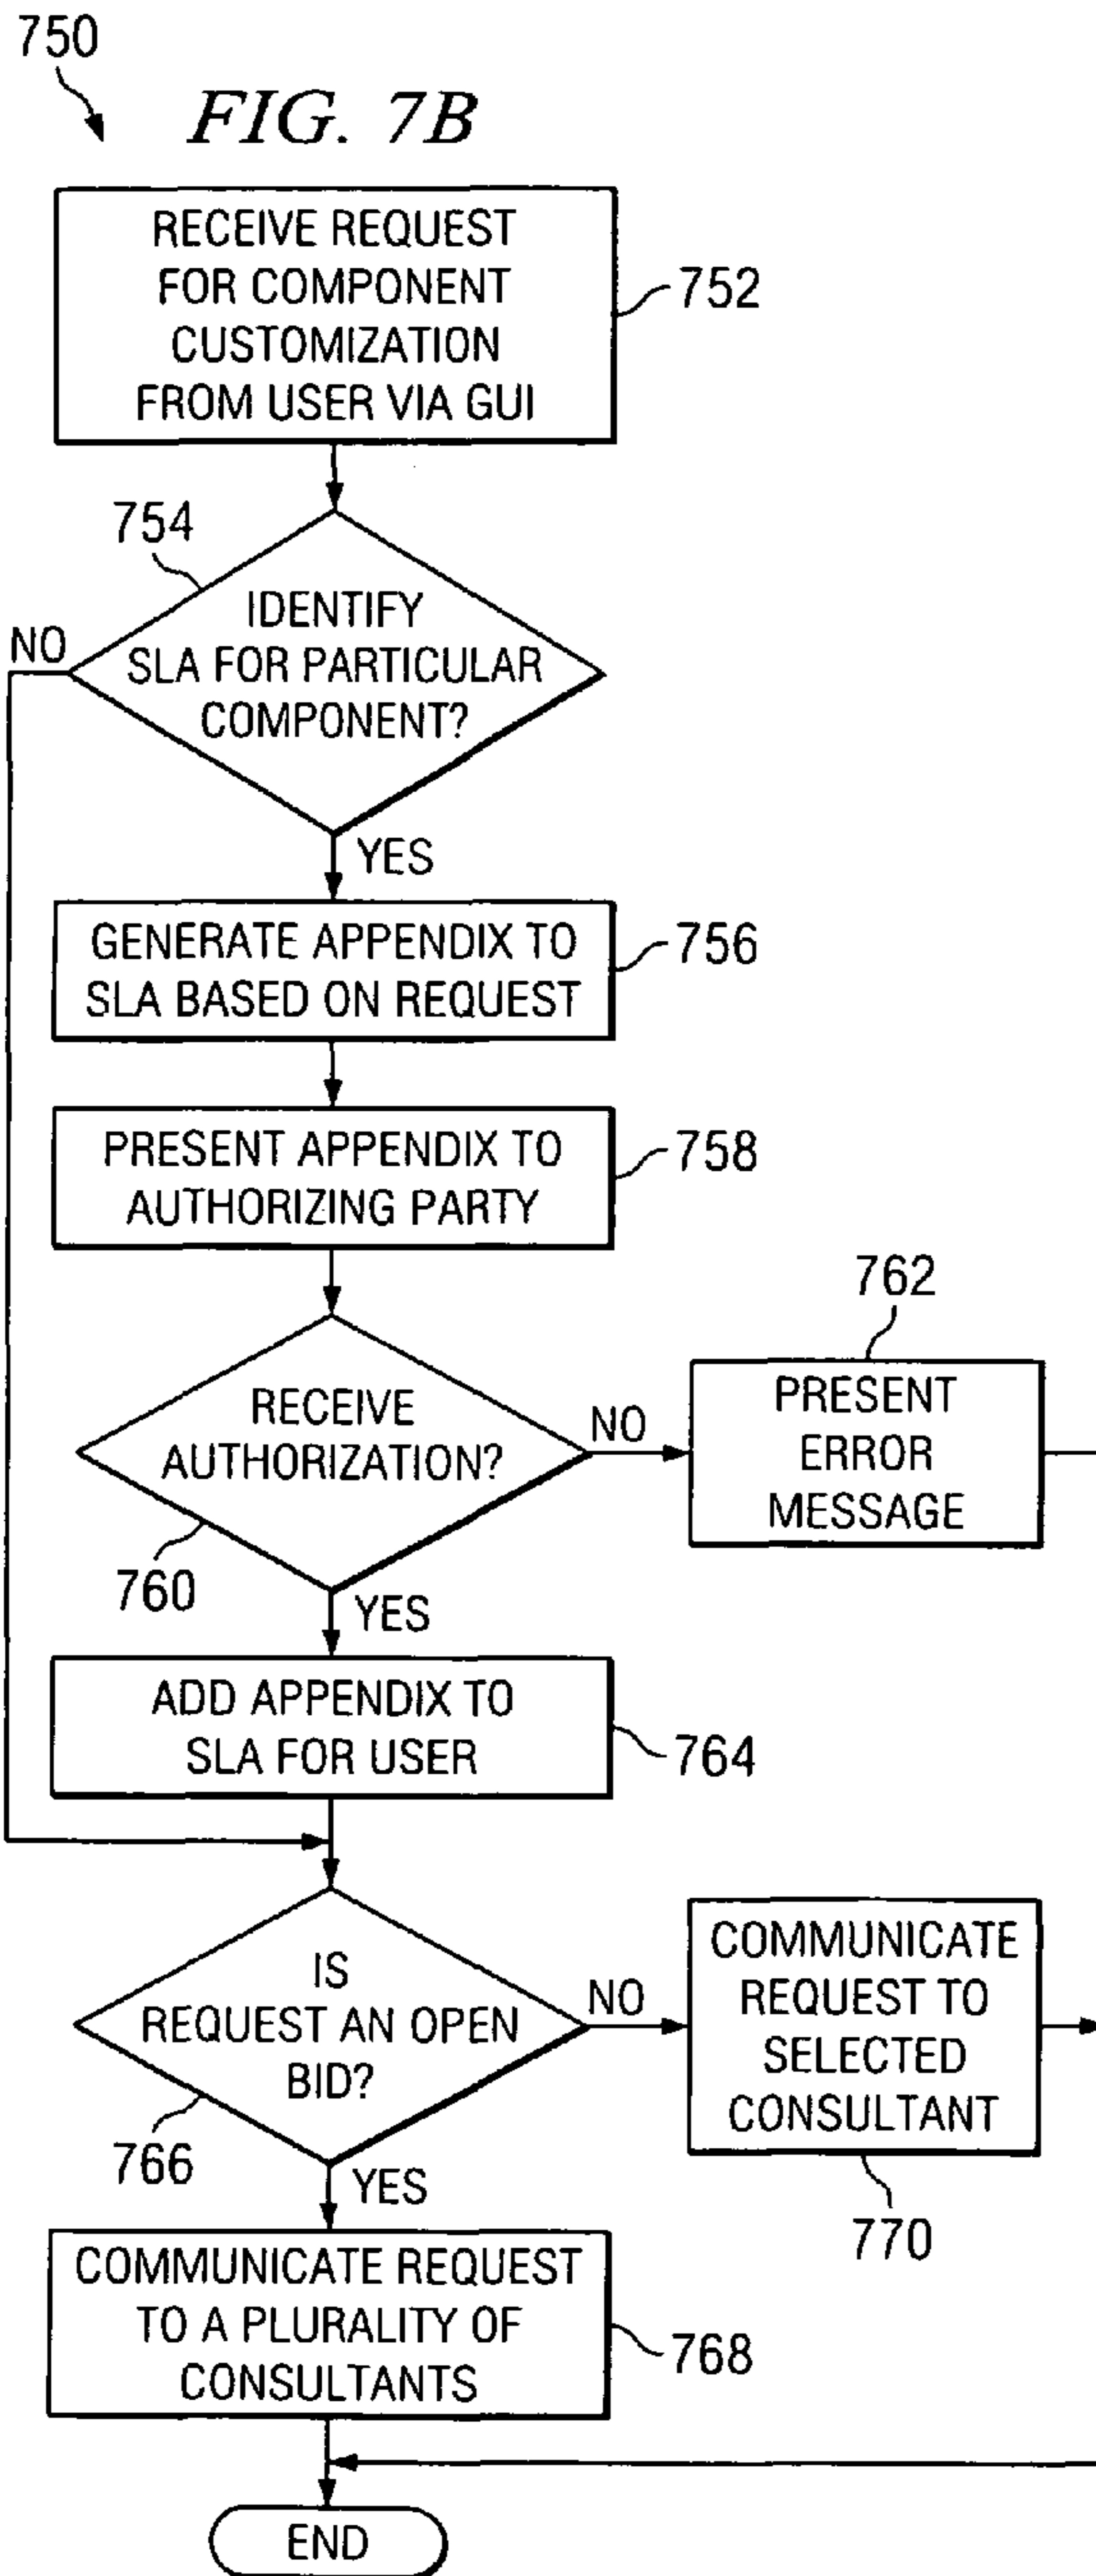 750
FIG. 7B
RECEIVE REQUEST
FOR COMPONENT
CUSTOMIZATION
FROM USER VIA GUI
752
754
IDENTIFY
SLA FOR PARTICULAR
COMPONENT?
NO
YES
GENERATE APPENDIX TO
SLA BASED ON REQUEST
756
PRESENT APPENDIX TO
AUTHORIZING PARTY
758
RECEIVE
AUTHORIZATION?
760
NO
762
PRESENT
ERROR
MESSAGE
YES
ADD APPENDIX TO
SLA FOR USER
764
IS
REQUEST AN OPEN
BID?
766
NO
COMMUNICATE
REQUEST TO
SELECTED
CONSULTANT
770
YES
COMMUNICATE REQUEST
TO A PLURALITY OF
CONSULTANTS
768
END